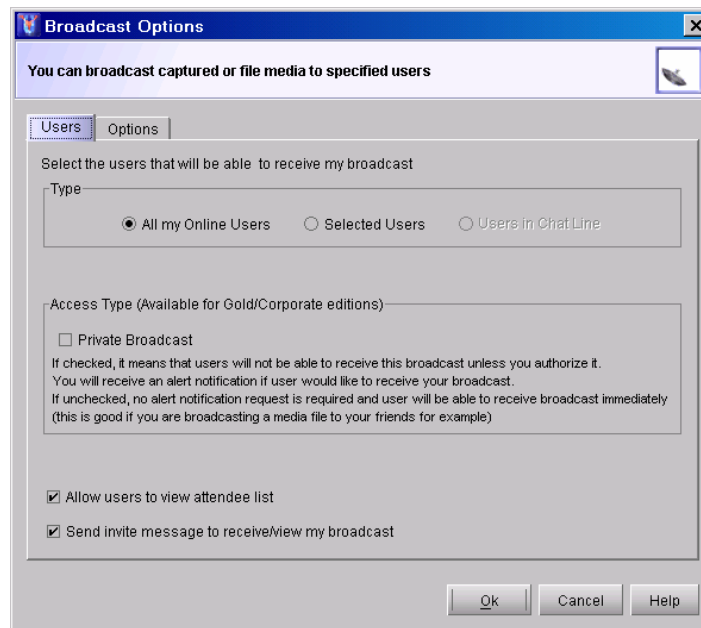 Broadcast Options
You can broadcast captured or file media to specified users
Users Options
Select the users that will be able to receive my broadcast
Type
All my Online Users Selected Users Users in Chat Line
Access Type (Available for Gold/Corporate editions)
Private Broadcast
If checked, it means that users will not be able to receive this broadcast unless you authorize it.
You will receive an alert notification if user would like to receive your broadcast.
If unchecked, no alert notification request is required and user will be able to receive broadcast immediately
(this is good if you are broadcasting a media file to your friends for example)
Allow users to view attendee list
Send invite message to receive/view my broadcast
Ok Cancel Help